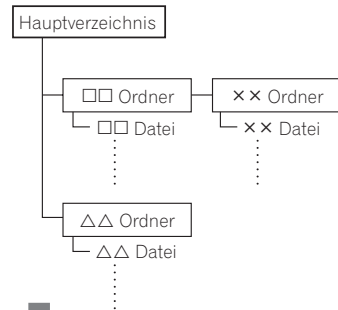 Hauptverzeichnis
□□ Ordner
×× Ordner
□□ Datei
×× Datei
△△ Ordner
△△ Datei